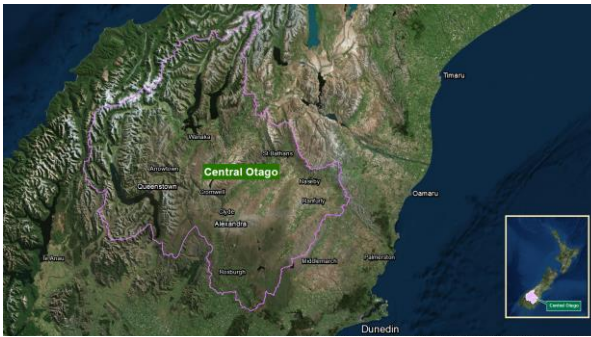 Timaru
Wanaka
St Bathans
Arrowtown
Central Otago
Queenstown
Naseby
Cromwell
Oamaru
Ranfurly
Clyde
Alexandra
Te Anau
Middlemarch
Palmerston
Roxburgh
Central Otago
Dunedin